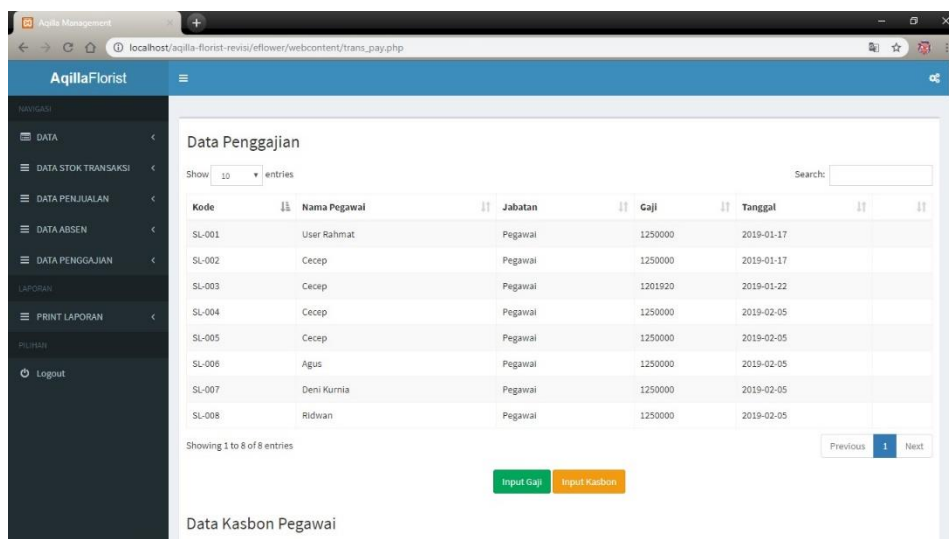 Aqilla Management
localhost/aqilla-florist-revisi/eflower/webcontent/trans_pay.php
AqillaFlorist
NAVIGASI
DATA
DATA STOK TRANSAKSI
DATA PENJUALAN
DATA ABSEN
DATA PENGGAJIAN
LAPORAN
PRINT LAPORAN
PILIHAN
Logout
Data Penggajian
Show 10 entries Search:
Kode Nama Pegawai Jabatan Gaji Tanggal
SL-001 User Rahmat Pegawai 1250000 2019-01-17
SL-002 Cecep Pegawai 1250000 2019-01-17
SL-003 Cecep Pegawai 1201920 2019-01-22
SL-004 Cecep Pegawai 1250000 2019-02-05
SL-005 Cecep Pegawai 1250000 2019-02-05
SL-006 Agus Pegawai 1250000 2019-02-05
SL-007 Deni Kurnia Pegawai 1250000 2019-02-05
SL-008 Ridwan Pegawai 1250000 2019-02-05
Showing 1 to 8 of 8 entries Previous 1 Next
Input Gaji Input Kasbon
Data Kasbon Pegawai